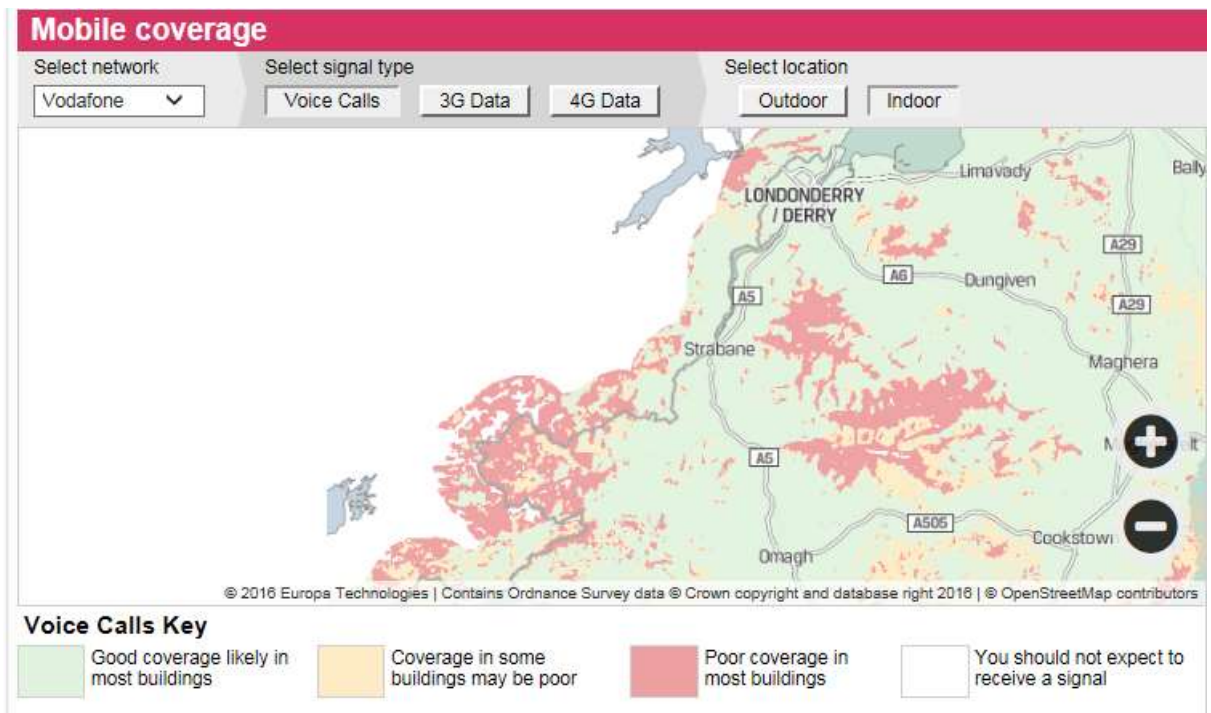 Mobile coverage
Select network
Select signal type
Select location
Vodafone
Voice Calls
3G Data
4G Data
Outdoor
Indoor
Limavady
Bally
LONDONDERRY
/ DERRY
A29
A6
Dungiven
A5
A29
Strabane
Maghera
A5
A505
Cookstow
Omagh
© 2016 Europa Technologies | Contains Ordnance Survey data © Crown copyright and database right 2016 | © OpenStreetMap contributors
Voice Calls Key
Good coverage likely in
most buildings
Coverage in some
buildings may be poor
Poor coverage in
most buildings
You should not expect to
receive a signal